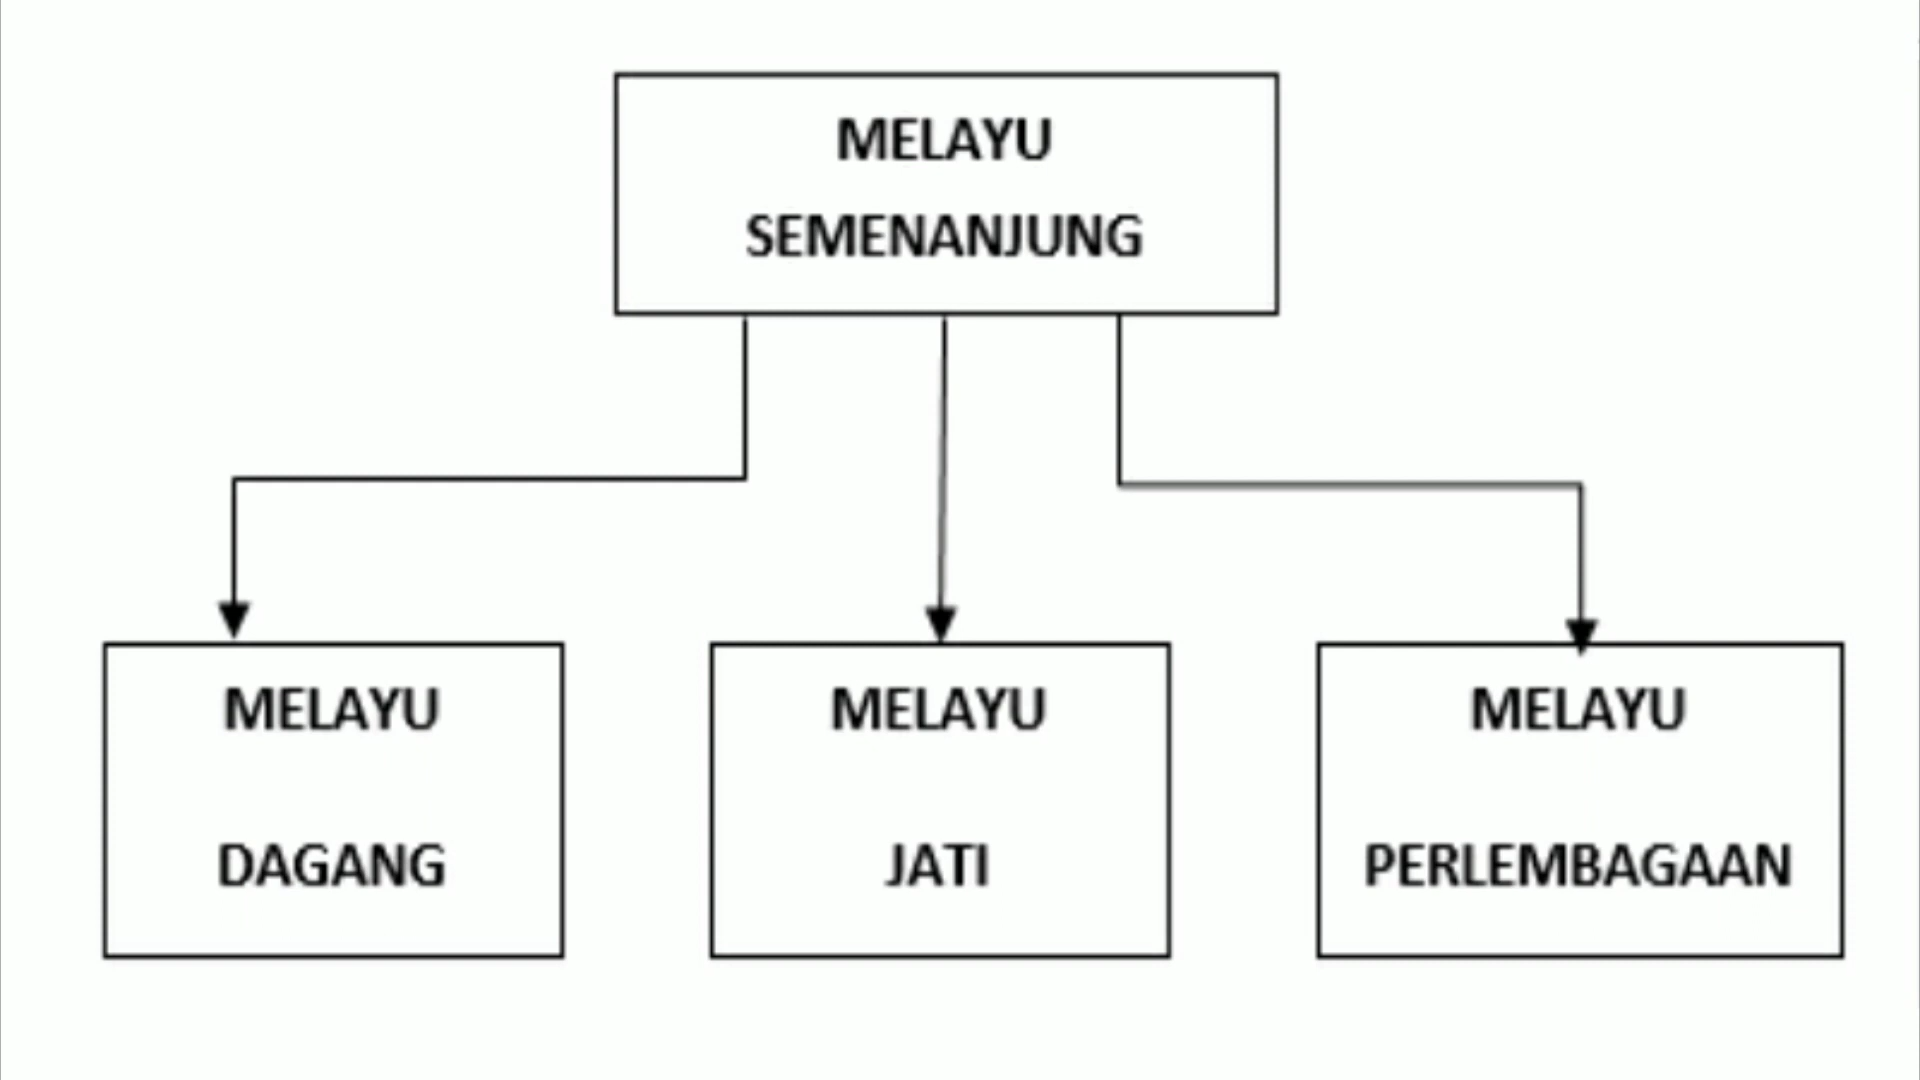 MELAYU
SEMENANJUNG
MELAYU
DAGANG
MELAYU
JATI
MELAYU
PERLEMBAGAAN